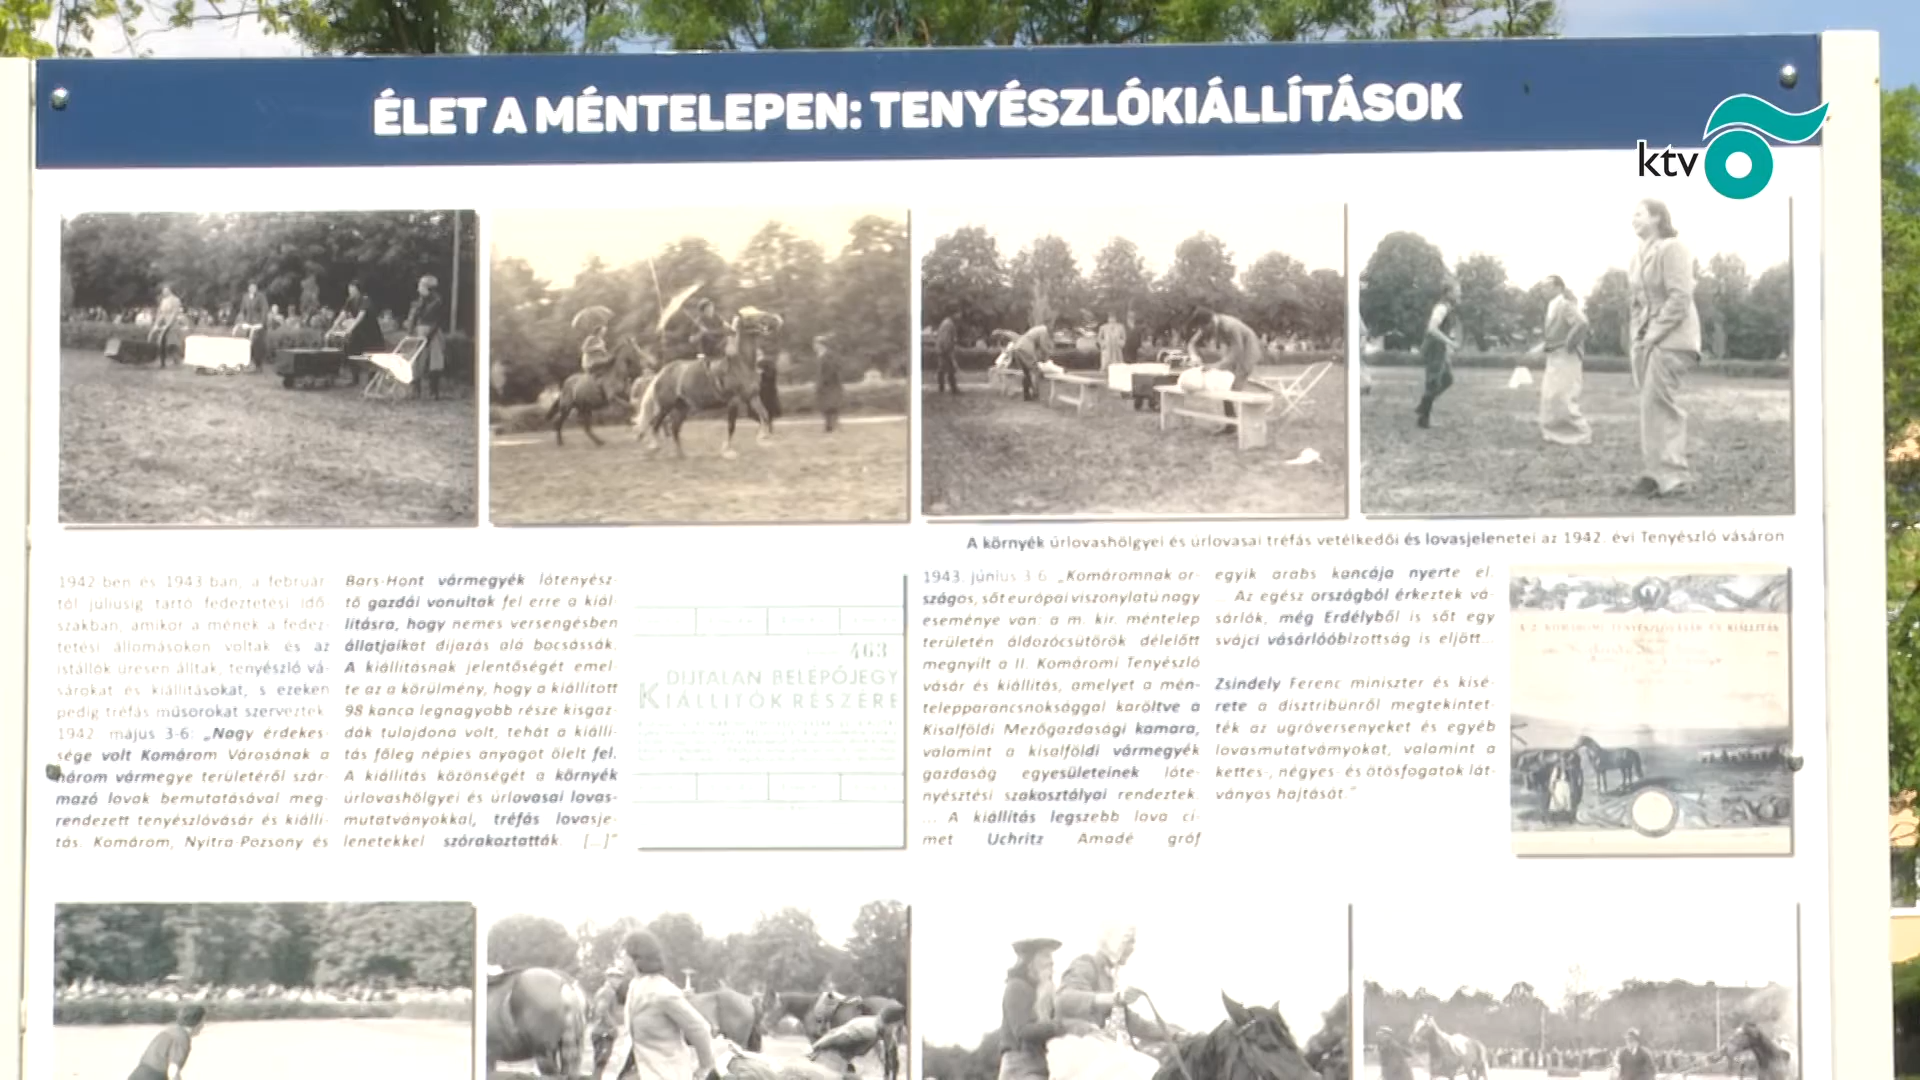 ÉLET A MÉNTELEPEN: TENYÉSZLÓKIÁLLÍTÁSOK
ktv
A környék úrlovashölgyei és úrlovasai tréfás vetélkedői és lovasjelenetei az 1942. évi Tenyészló vásáron
1942-ben és 1943-ban, a február-
tól júliusig tartó fedeztetési idő-
szakban, amikor a mének a fedez-
tetési állomásokon voltak és az
istállók üresen álltak, tenyészló vá-
sárokat és kiállításokat, s ezeken
pedig tréfás műsorokat szerveztek.
1942. május 3-6: „Nagy érdekes-
sége volt Komárom Városának a
három vármegye területéről szár-
mazó lovak bemutatásával meg-
rendezett tenyészlóvásár és kiállí-
tás. Komárom, Nyitra-Pozsony és
Bars-Hont vármegyék lótenyész-
tő gazdái vonultak fel erre a kiál-
lításra, hogy nemes versengésben
állatjaikat díjazás alá bocsássák.
A kiállításnak jelentőségét emel-
te az a körülmény, hogy a kiállított
98 kanca legnagyobb része kisgaz-
dák tulajdona volt, tehát a kiállí-
tás főleg népies anyagot ölelt fel.
A kiállítás közönségét a környék
úrlovashölgyei és úrlovasai lovas-
mutatványokkal, tréfás lovasje-
lenetekkel szórakoztatták. [...]"
463
DÍJTALAN BELÉPŐJEGY
KIÁLLÍTÓK RÉSZÉRE
1943. június 3-6. „Komáromnak or-
szágos, sőt európai viszonylatú nagy
eseménye van: a m. kir. méntelep
területén áldozócsütörök délelőtt
megnyílt a II. Komáromi Tenyészló
vásár és kiállítás, amelyet a mén-
telepparancsnoksággal karöltve a
Kisalföldi Mezőgazdasági kamara,
valamint a kisalföldi vármegyék
gazdaság egyesületeinek lóte-
nyésztési szakosztályai rendeztek.
... A kiállítás legszebb lova cí-
met Uchritz Amadé gróf
egyik arabs kancája nyerte el.
... Az egész országból érkeztek vá-
sárlók, még Erdélyből is sőt egy
svájci vásárlóóbizottság is eljött...
Zsindely Ferenc miniszter és kísé-
rete a díszтribünről megtekintet-
ték az ugróversenyeket és egyéb
lovasmutatványokat, valamint a
kettes-, négyes- és ötösfogatok lát-
ványos hajtását."